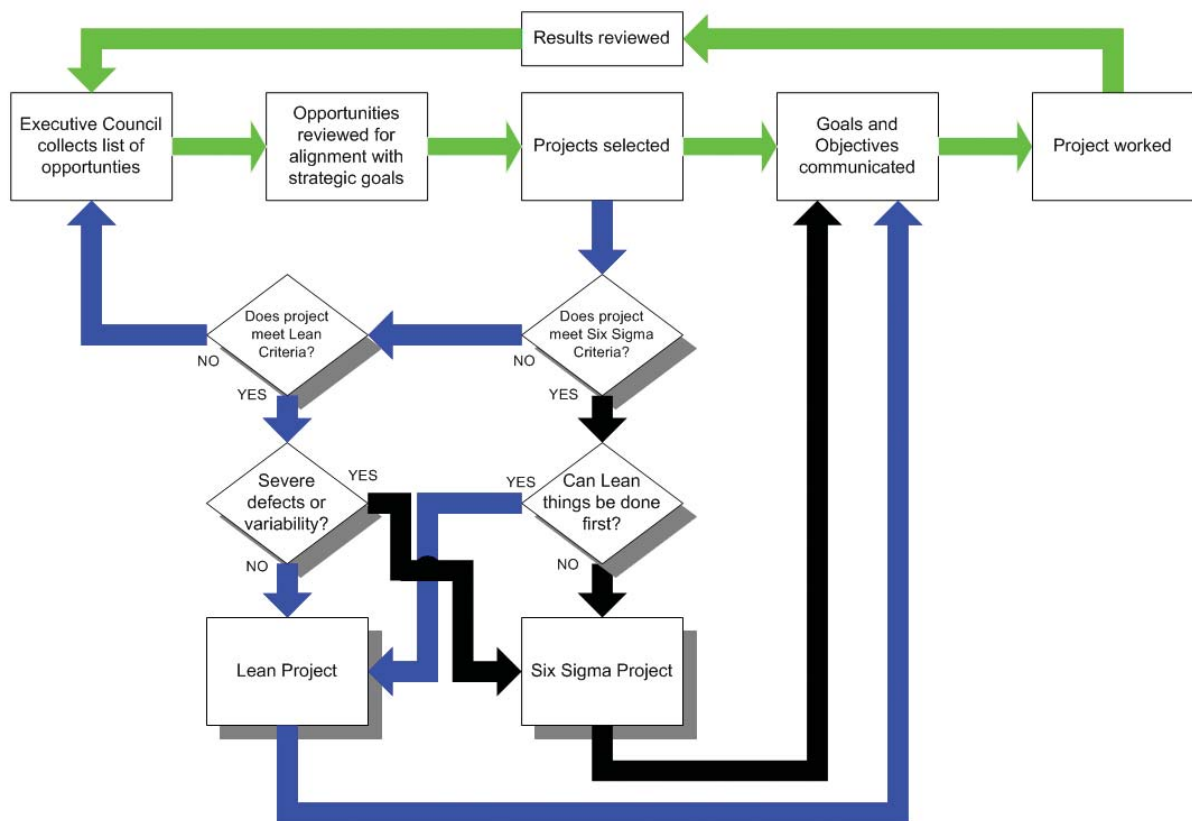 Results reviewed
Executive Council
collects list of
opportunties
Opportunities
reviewed for
alignment with
strategic goals
Projects selected
Goals and
Objectives
communicated
Project worked
Does project
meet Lean
Criteria?
NO
YES
Does project
meet Six Sigma
Criteria?
NO
YES
Severe
defects or
variability?
YES
NO
Can Lean
things be done
first?
YES
NO
Lean Project
Six Sigma Project